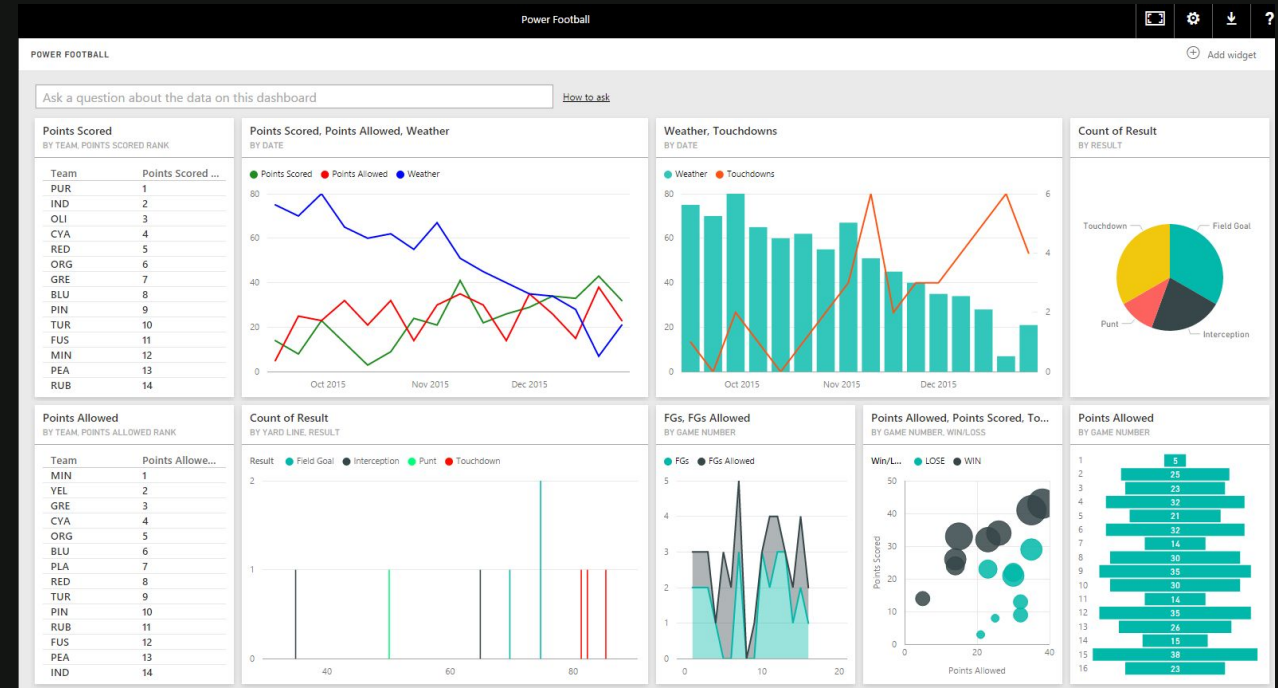 Power Football
?
POWER FOOTBALL
Add widget
Ask a question about the data on this dashboard
How to ask
Points Scored
BY TEAM, POINTS SCORED RANK
Team Points Scored ...
PUR 1
IND 2
OLI 3
CYA 4
RED 5
ORG 6
GRE 7
BLU 8
PIN 9
TUR 10
FUS 11
MIN 12
PEA 13
RUB 14
Points Scored, Points Allowed, Weather
BY DATE
Points Scored Points Allowed Weather
80
60
40
20
0
Oct 2015 Nov 2015 Dec 2015
Weather, Touchdowns
BY DATE
Weather Touchdowns
80 6
60
4
40
2
20
0 0
Oct 2015 Nov 2015 Dec 2015
Count of Result
BY RESULT
Touchdown Field Goal
Punt
Interception
Points Allowed
BY TEAM, POINTS ALLOWED RANK
Team Points Allowe...
MIN 1
YEL 2
GRE 3
CYA 4
ORG 5
BLU 6
PLA 7
RED 8
TUR 9
PIN 10
RUB 11
FUS 12
PEA 13
IND 14
Count of Result
BY YARD LINE, RESULT
Result Field Goal Interception Punt Touchdown
2
1
0
40 60 80
FGs, FGs Allowed
BY GAME NUMBER
FGs FGs Allowed
5
4
3
2
1
0
0 10 20
Points Allowed, Points Scored, To...
BY GAME NUMBER, WIN/LOSS
Win/L... LOSE WIN
50
40
30
20
10
0
Points Scored
0 20 40
Points Allowed
Points Allowed
BY GAME NUMBER
1 5
2 25
3 23
4 32
5 21
6 32
7 14
8 30
9 35
10 30
11 14
12 35
13 26
14 15
15 38
16 23